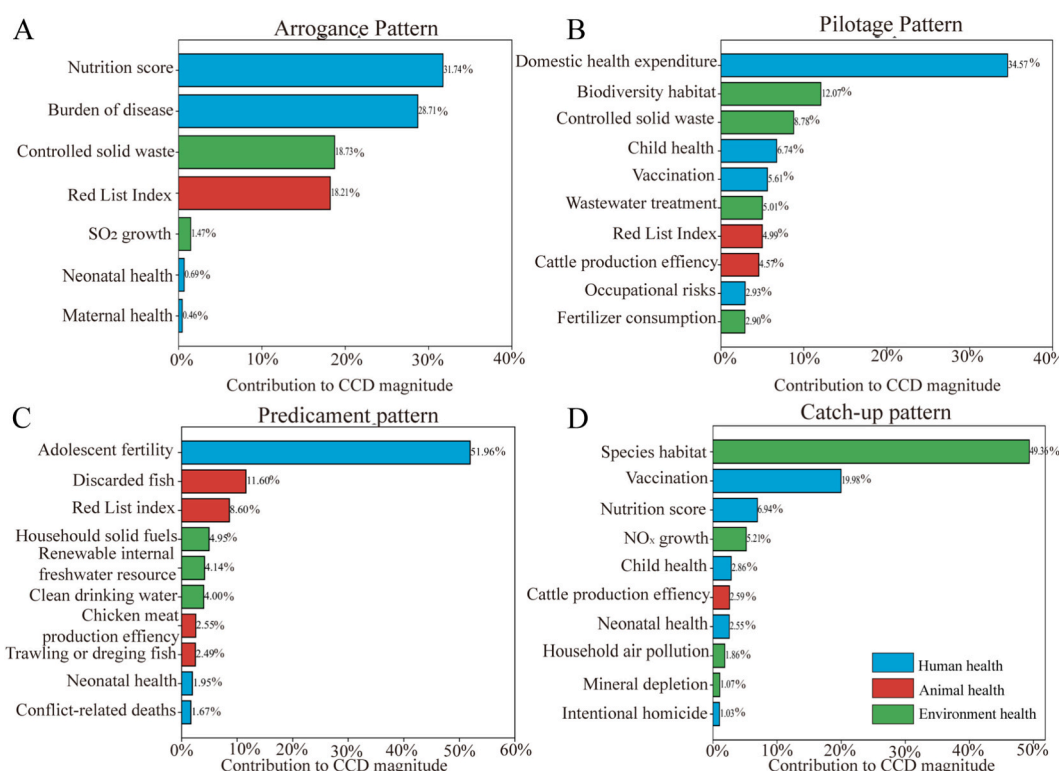 A
Arrogance Pattern
Nutrition score
31.74%
Burden of disease
28.71%
Controlled solid waste
18.73%
Red List Index
18.21%
SO2 growth
1.47%
Neonatal health
0.69%
Maternal health
0.46%
0% 10% 20% 30% 40%
Contribution to CCD magnitude
B
Pilotage Pattern
Domestic health expenditure
34.57%
Biodiversity habitat
12.07%
Controlled solid waste
8.78%
Child health
6.74%
Vaccination
5.61%
Wastewater treatment
5.01%
Red List Index
4.99%
Cattle production effiency
4.57%
Occupational risks
2.93%
Fertilizer consumption
2.90%
0% 10% 20% 30% 40%
Contribution to CCD magnitude
C
Predicament pattern
Adolescent fertility
51.96%
Discarded fish
11.60%
Red List index
8.60%
Househould solid fuels
4.95%
Renewable internal
freshwater resource
4.14%
Clean drinking water
4.00%
Chicken meat
production effiency
2.55%
Trawling or dreging fish
2.49%
Neonatal health
1.95%
Conflict-related deaths
1.67%
0% 10% 20% 30% 40% 50% 60%
Contribution to CCD magnitude
D
Catch-up pattern
Species habitat
49.36%
Vaccination
19.98%
Nutrition score
6.94%
NOx growth
5.21%
Child health
2.86%
Cattle production effiency
2.59%
Neonatal health
2.55%
Household air pollution
1.86%
Mineral depletion
1.07%
Intentional homicide
1.03%
Human health
Animal health
Environment health
0% 10% 20% 30% 40% 50%
Contribution to CCD magnitude